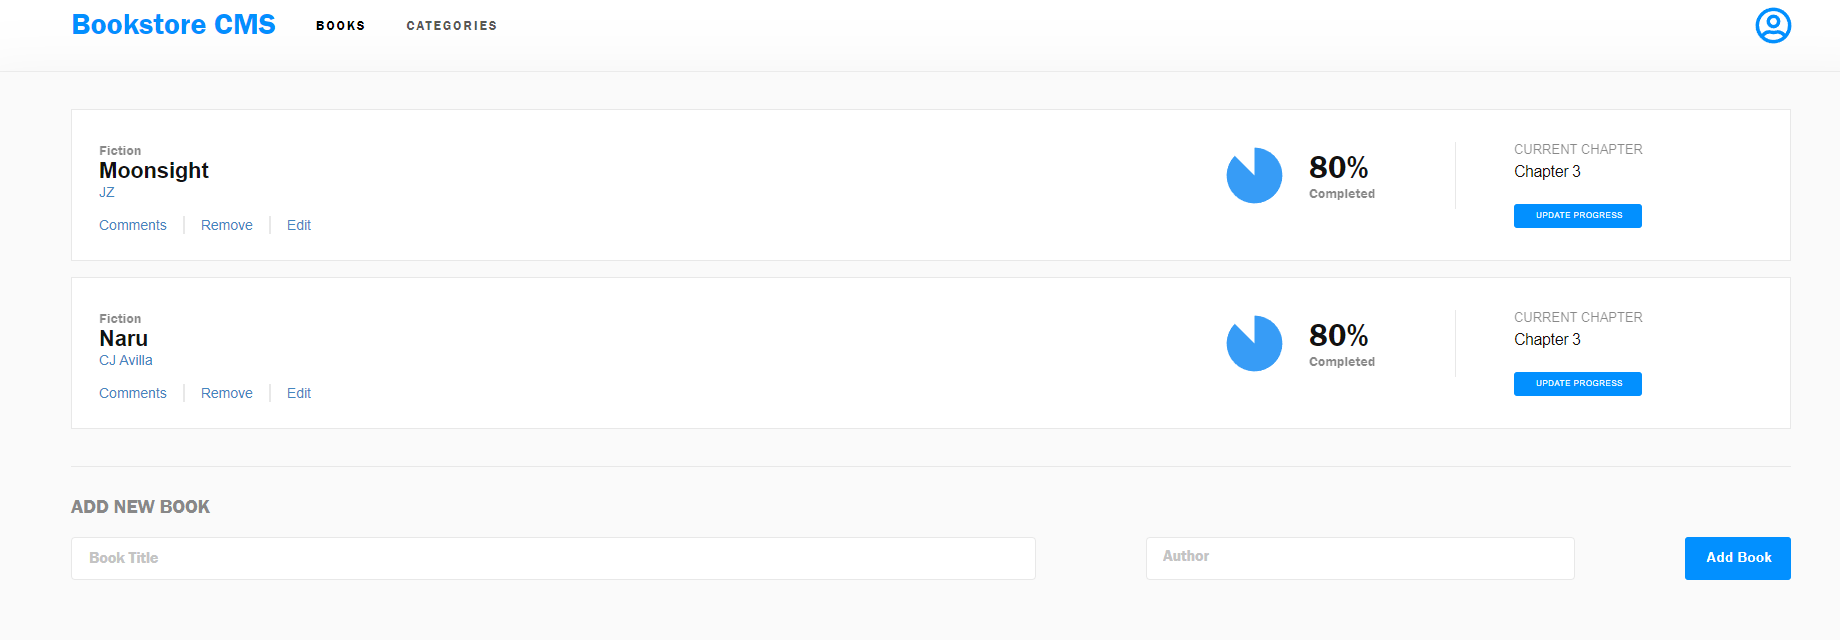 Bookstore CMS BOOKS CATEGORIES
Fiction
Moonsight
JZ
Comments Remove Edit
80%
Completed
CURRENT CHAPTER
Chapter 3
UPDATE PROGRESS
Fiction
Naru
CJ Avilla
Comments Remove Edit
80%
Completed
CURRENT CHAPTER
Chapter 3
UPDATE PROGRESS
ADD NEW BOOK
Book Title Author Add Book